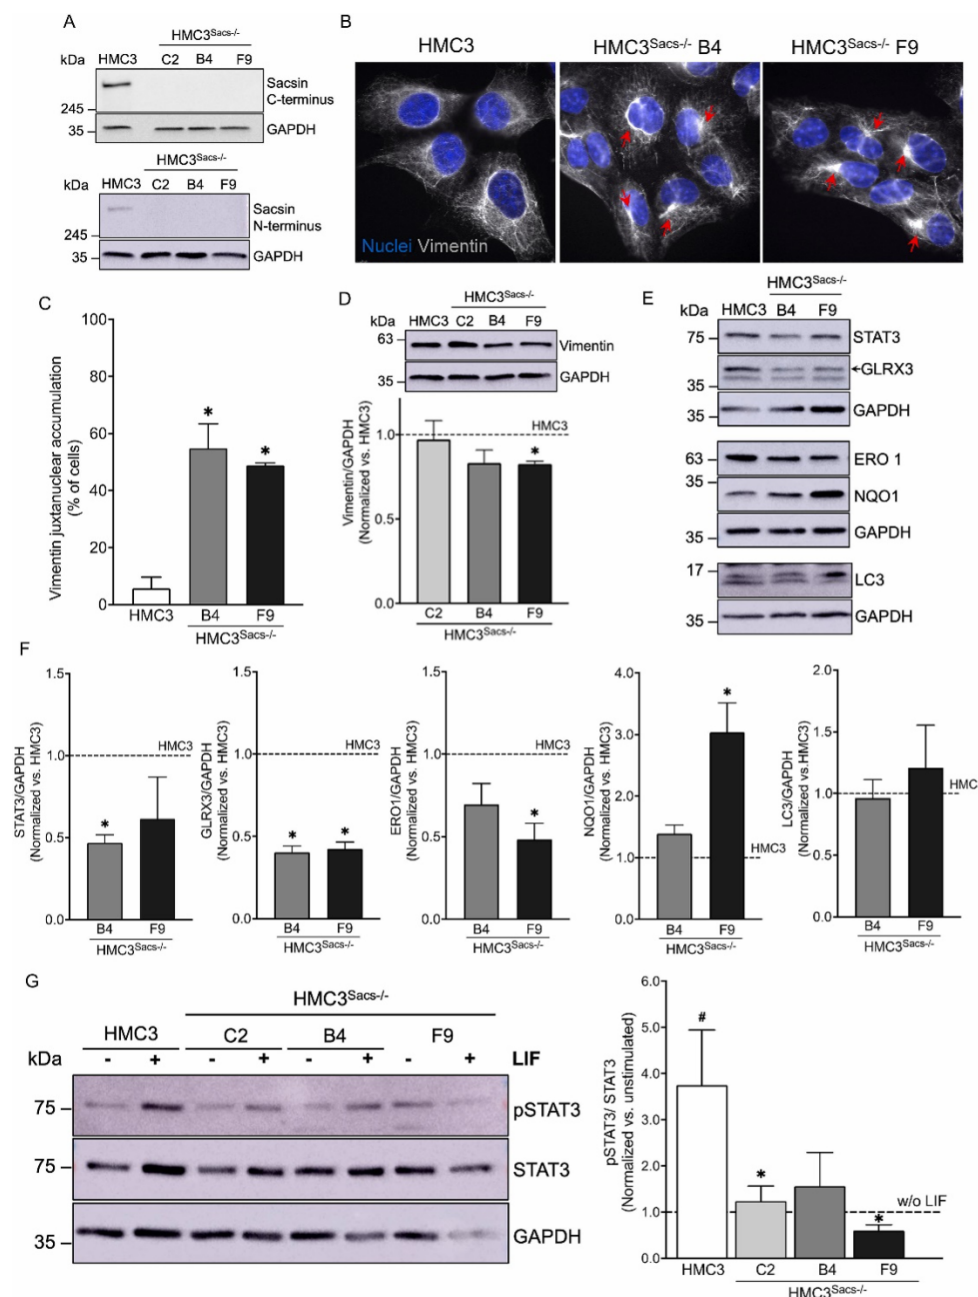 A
HMC3Sacs-/-
kDa HMC3 C2 B4 F9
Sacsin
C-terminus
245
35 GAPDH
HMC3Sacs-/-
kDa HMC3 C2 B4 F9
Sacsin
N-terminus
245
35 GAPDH
B
HMC3 HMC3Sacs-/- B4 HMC3Sacs-/- F9
Nuclei Vimentin
C
Vimentin juxtanuclear accumulation
(% of cells)
100
80
60
40
20
0
* *
HMC3 B4 F9
HMC3Sacs-/-
D
HMC3Sacs-/-
kDa HMC3 C2 B4 F9
63 Vimentin
GAPDH
35
Vimentin/GAPDH
(Normalized vs. HMC3)
HMC3
1.0
0.5
0.0
*
C2 B4 F9
HMC3Sacs-/-
E
HMC3Sacs-/-
HMC3 B4 F9
kDa
75 STAT3
GLRX3
35
35 GAPDH
63 ERO 1
35
NQO1
35 GAPDH
17
LC3
35 GAPDH
F
STAT3/GAPDH
(Normalized vs. HMC3)
1.5
1.0
0.5
0.0
HMC3
*
B4 F9
HMC3Sacs-/-
GLRX3/GAPDH
(Normalized vs. HMC3)
1.5
1.0
0.5
0.0
HMC3
* *
B4 F9
HMC3Sacs-/-
ERO1/GAPDH
(Normalized vs. HMC3)
1.5
1.0
0.5
0.0
HMC3
*
B4 F9
HMC3Sacs-/-
NQO1/GAPDH
(Normalized vs. HMC3)
4.0
3.0
2.0
1.0
0.0
*
HMC3
B4 F9
HMC3Sacs-/-
LC3/GAPDH
(Normalized vs.HMC3)
2.0
1.5
1.0
0.5
0.0
HMC
B4 F9
HMC3Sacs-/-
G
HMC3Sacs-/-
HMC3 C2 B4 F9
kDa - + - + - + - + LIF
75 pSTAT3
75 STAT3
35 GAPDH
pSTAT3/ STAT3
(Normalized vs. unstimulated)
6.0
5.0
4.0
3.0
2.0
1.0
0.0
#
* *
w/o LIF
HMC3 C2 B4 F9
HMC3Sacs-/-